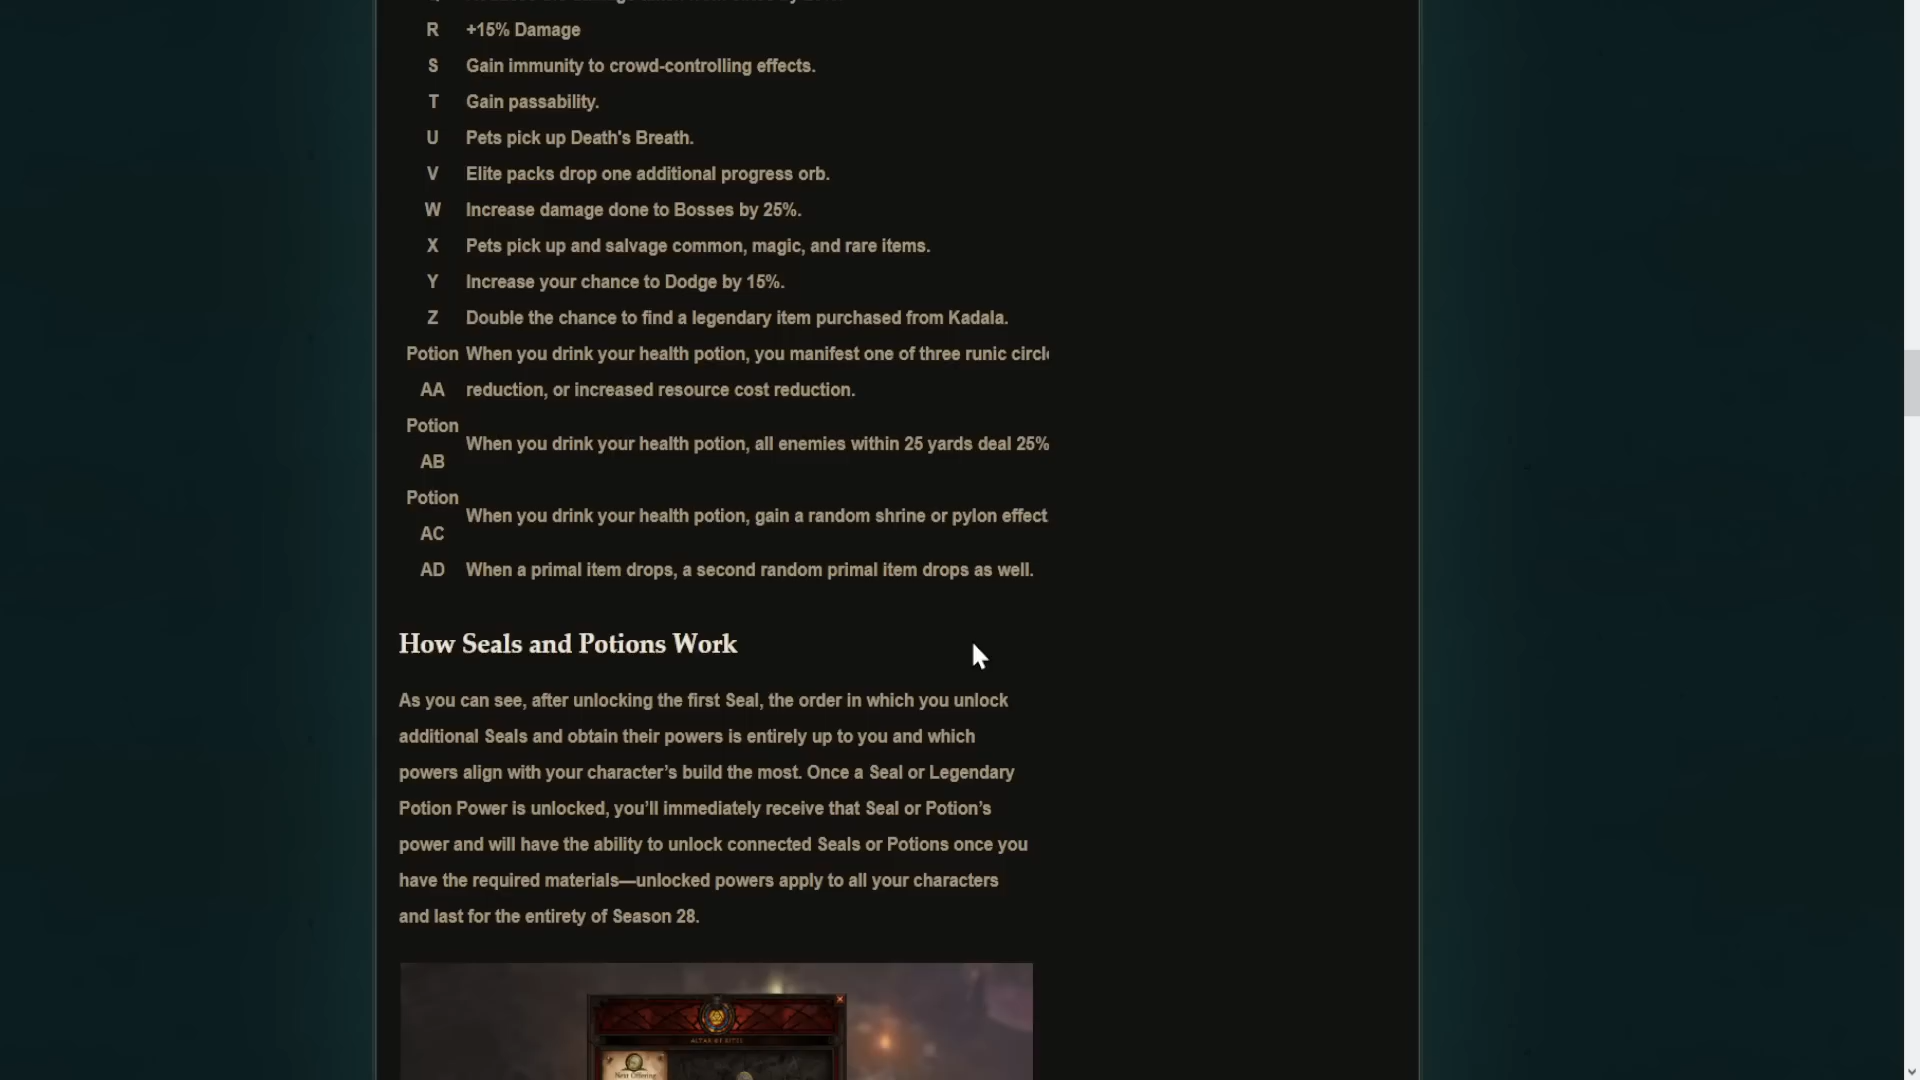 R +15% Damage
S Gain immunity to crowd-controlling effects.
T Gain passability.
U Pets pick up Death's Breath.
V Elite packs drop one additional progress orb.
W Increase damage done to Bosses by 25%.
X Pets pick up and salvage common, magic, and rare items.
Y Increase your chance to Dodge by 15%.
Z Double the chance to find a legendary item purchased from Kadala.
Potion When you drink your health potion, you manifest one of three runic
AA reduction, or increased resource cost reduction.
Potion
When you drink your health potion, all enemies within 25 yards deal 25%
AB
Potion
When you drink your health potion, gain a random shrine or pylon effect
AC
AD When a primal item drops, a second random primal item drops as well.
How Seals and Potions Work
As you can see, after unlocking the first Seal, the order in which you unlock
additional Seals and obtain their powers is entirely up to you and which
powers align with your character’s build the most. Once a Seal or Legendary
Potion Power is unlocked, you’ll immediately receive that Seal or Potion’s
power and will have the ability to unlock connected Seals or Potions once you
have the required materials—unlocked powers apply to all your characters
and last for the entirety of Season 28.
ALTAR OF RITES
Next Offering